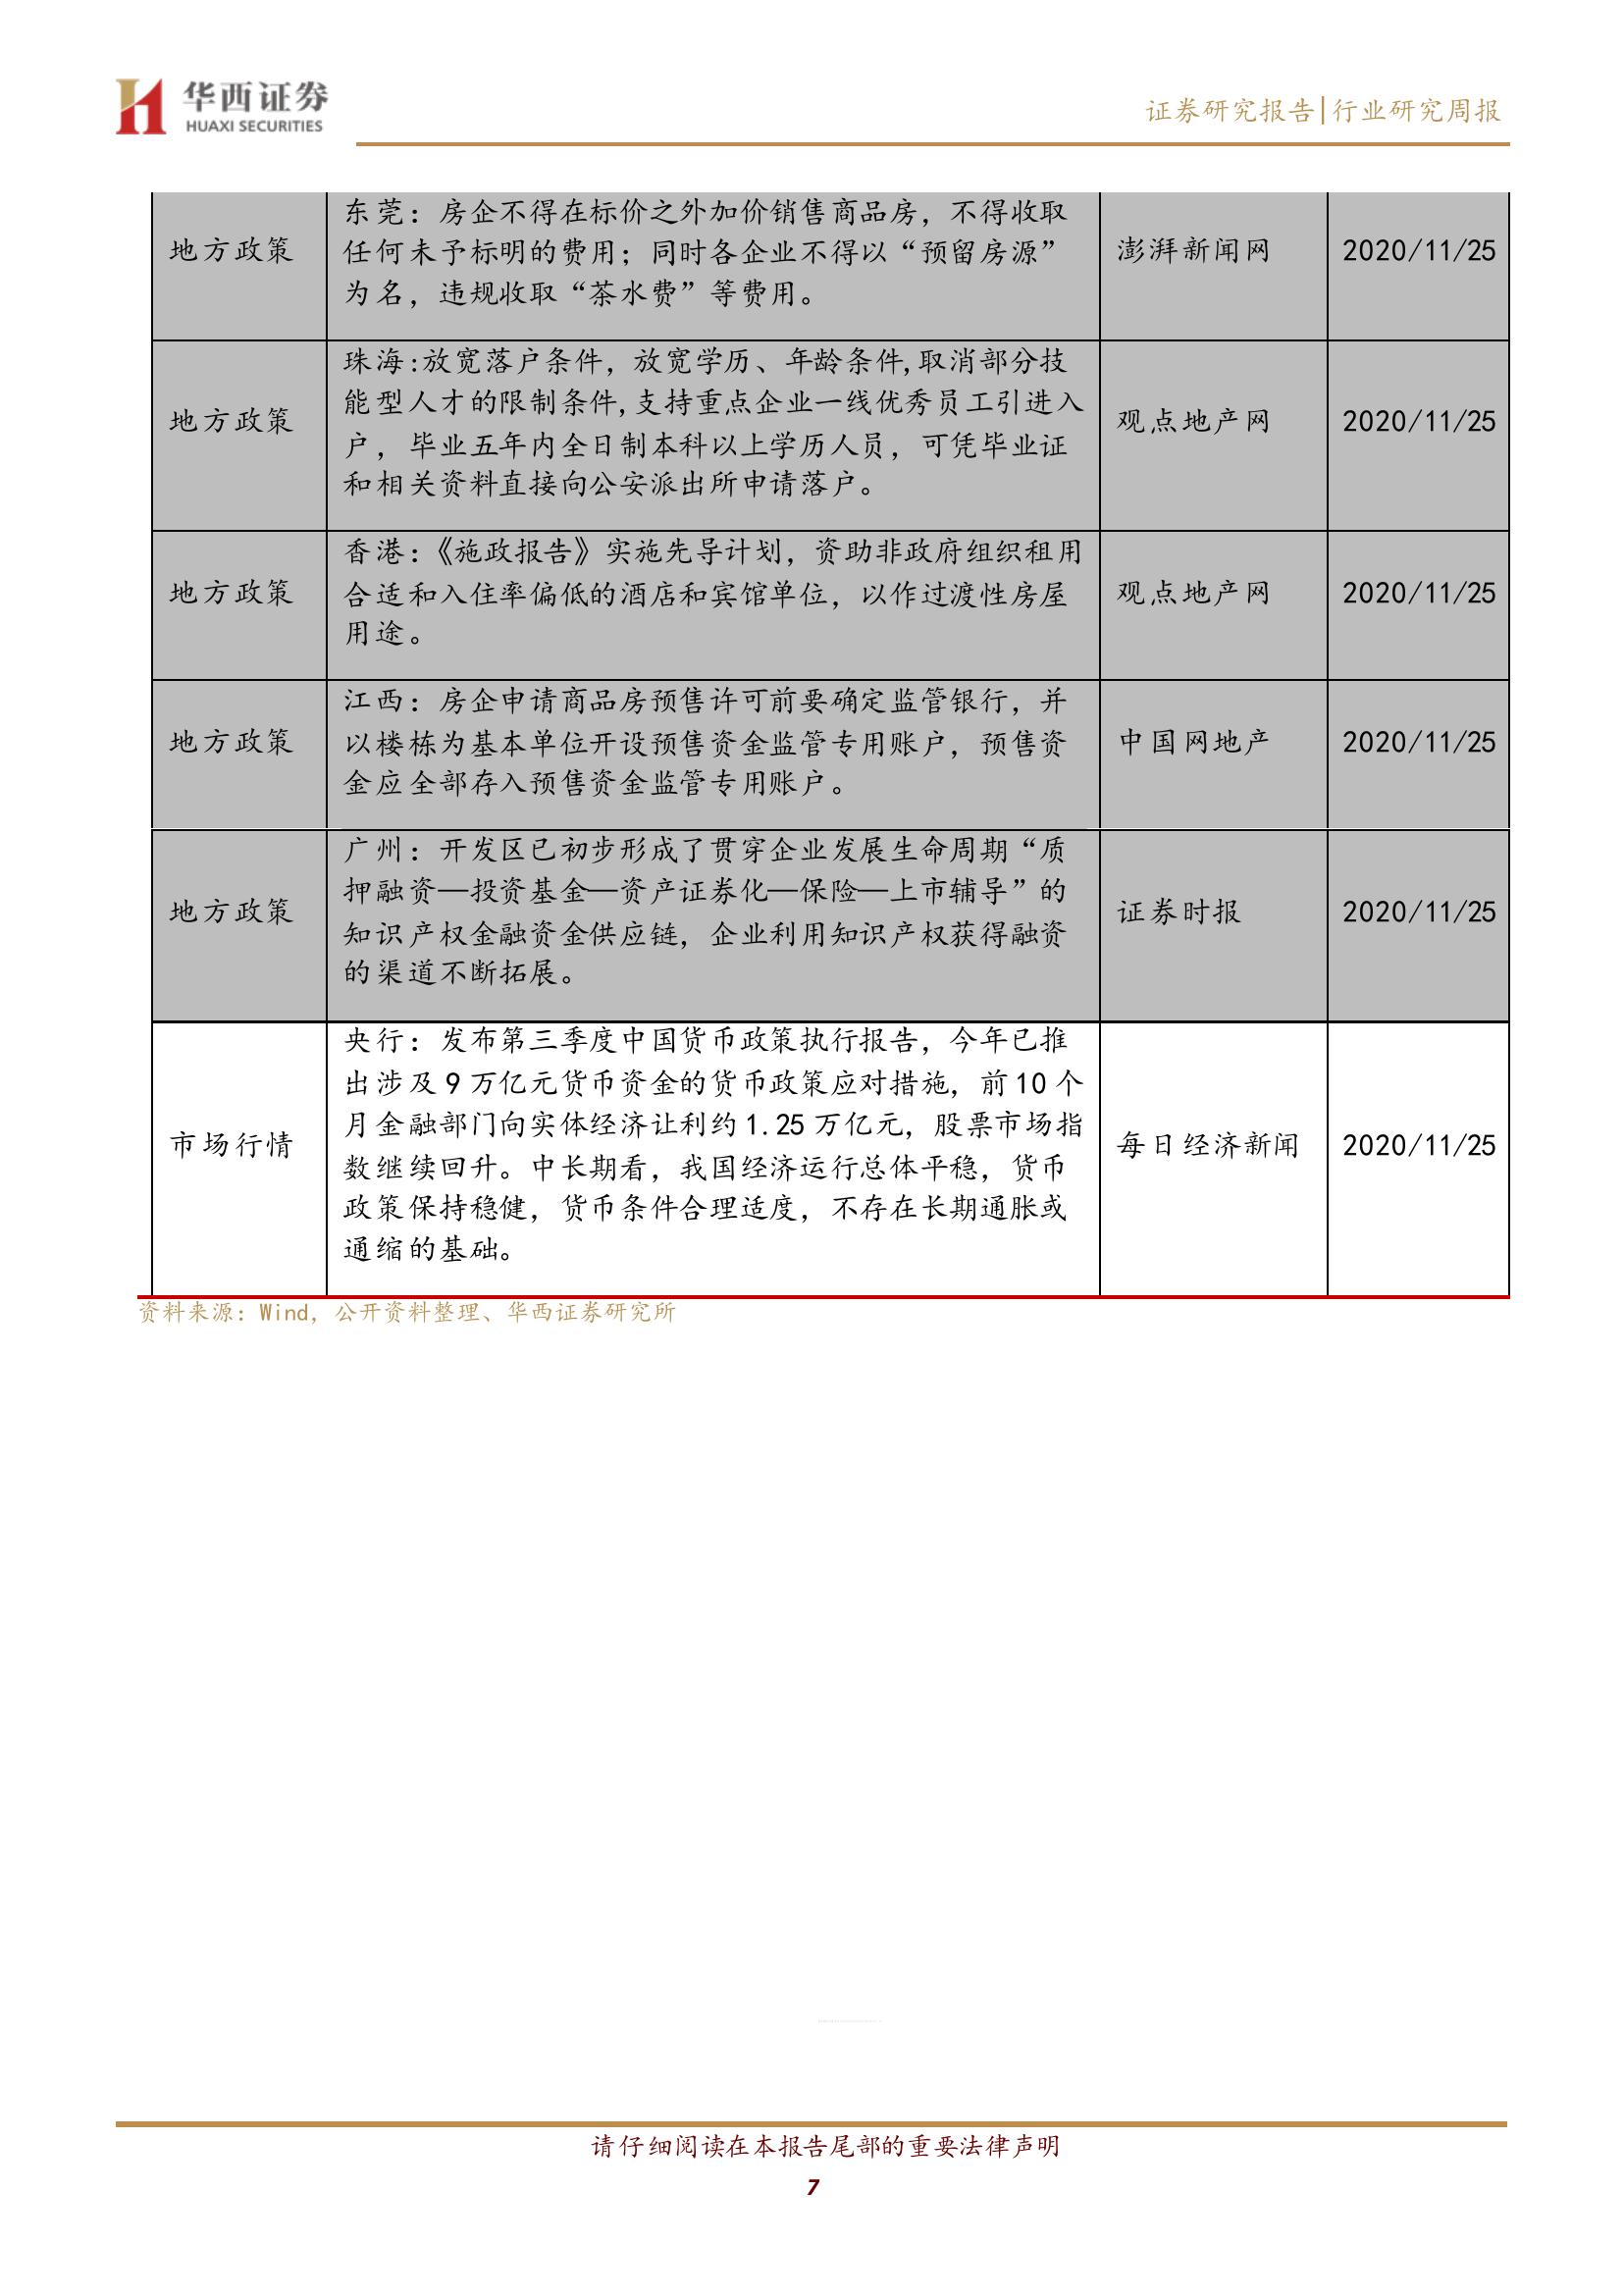 华西证券
HUAXI SECURITIES
证券研究报告|行业研究周报
地方政策
东莞：房企不得在标价之外加价销售商品房，不得收取
任何未予标明的费用；同时各企业不得以“预留房源”
为名，违规收取“茶水费”等费用。
澎湃新闻网
2020/11/25
地方政策
珠海:放宽落户条件，放宽学历、年龄条件,取消部分技
能型人才的限制条件,支持重点企业一线优秀员工引进入
户，毕业五年内全日制本科以上学历人员，可凭毕业证
和相关资料直接向公安派出所申请落户。
观点地产网
2020/11/25
地方政策
香港：《施政报告》实施先导计划，资助非政府组织租用
合适和入住率偏低的酒店和宾馆单位，以作过渡性房屋
用途。
观点地产网
2020/11/25
地方政策
江西：房企申请商品房预售许可前要确定监管银行，并
以楼栋为基本单位开设预售资金监管专用账户，预售资
金应全部存入预售资金监管专用账户。
中国网地产
2020/11/25
地方政策
广州：开发区已初步形成了贯穿企业发展生命周期“质
押融资—投资基金—资产证券化—保险—上市辅导”的
知识产权金融资金供应链，企业利用知识产权获得融资
的渠道不断拓展。
证券时报
2020/11/25
市场行情
央行：发布第三季度中国货币政策执行报告，今年已推
出涉及 9 万亿元货币资金的货币政策应对措施，前 10 个
月金融部门向实体经济让利约 1.25 万亿元，股票市场指
数继续回升。中长期看，我国经济运行总体平稳，货币
政策保持稳健，货币条件合理适度，不存在长期通胀或
通缩的基础。
每日经济新闻
2020/11/25
资料来源：Wind，公开资料整理、华西证券研究所
请仔细阅读在本报告尾部的重要法律声明
7